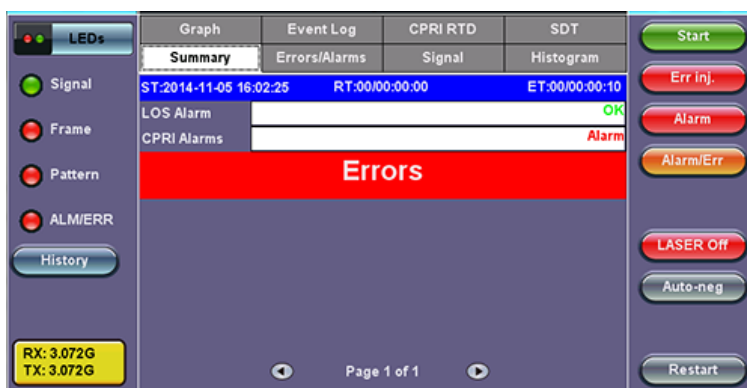 LEDs
Graph Event Log CPRI RTD SDT
Summary Errors/Alarms Signal Histogram
ST:2014-11-05 16:02:25 RT:00/00:00:00 ET:00/00:00:10
LOS Alarm OK
CPRI Alarms Alarm
Errors
Page 1 of 1
Signal
Frame
Pattern
ALM/ERR
History
RX: 3.072G
TX: 3.072G
Start
Err inj.
Alarm
Alarm/Err
LASER Off
Auto-neg
Restart